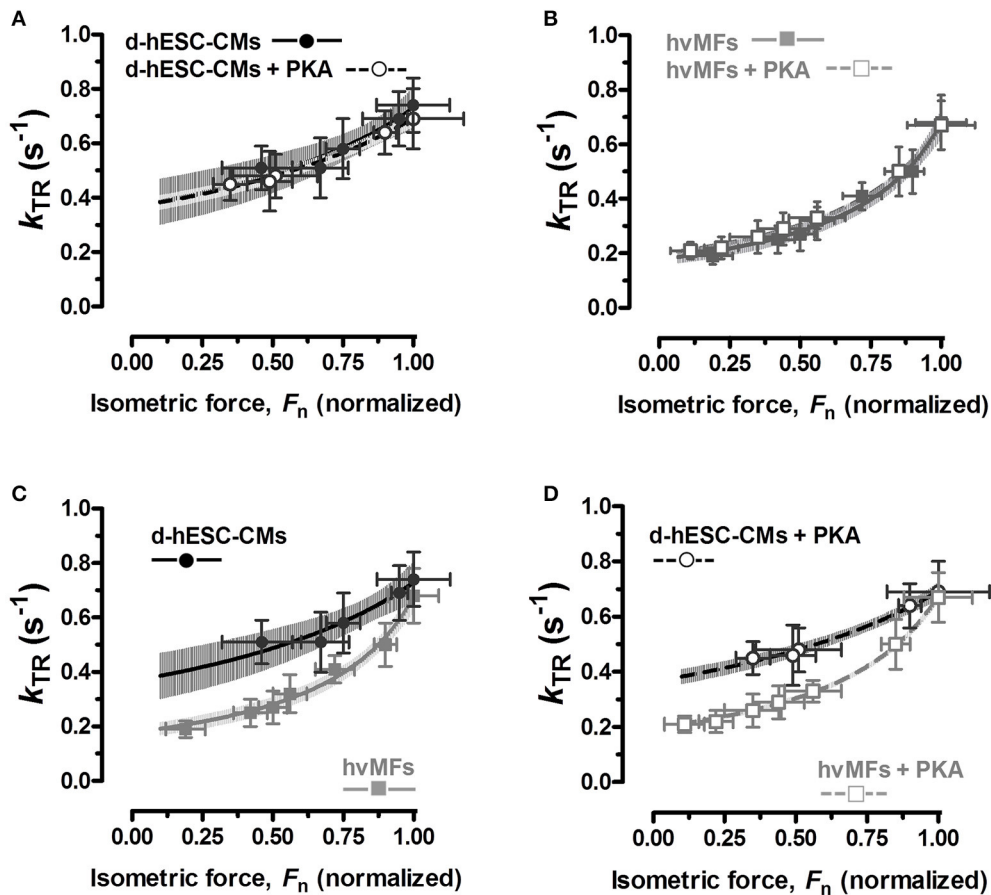 A
d-hESC-CMs
d-hESC-CMs + PKA
1.0
0.8
0.6
0.4
0.2
0.0
kTR (s-1)
0.00 0.25 0.50 0.75 1.00
Isometric force, Fn (normalized)
B
hvMFs
hvMFs + PKA
1.0
0.8
0.6
0.4
0.2
0.0
kTR (s-1)
0.00 0.25 0.50 0.75 1.00
Isometric force, Fn (normalized)
C
d-hESC-CMs
1.0
0.8
0.6
0.4
0.2
0.0
kTR (s-1)
hvMFs
0.00 0.25 0.50 0.75 1.00
Isometric force, Fn (normalized)
D
d-hESC-CMs + PKA
1.0
0.8
0.6
0.4
0.2
0.0
kTR (s-1)
hvMFs + PKA
0.00 0.25 0.50 0.75 1.00
Isometric force, Fn (normalized)